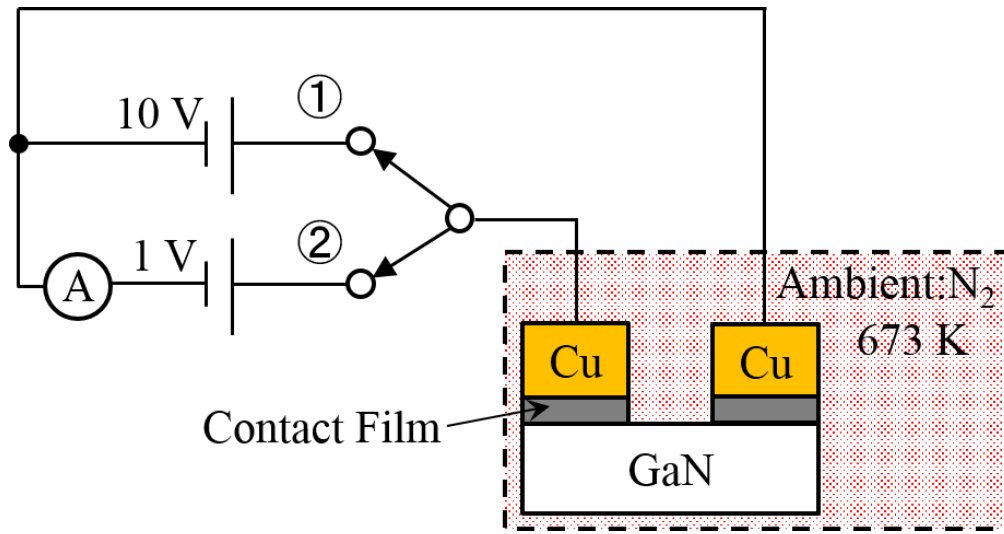 ①
10 V
②
1 V
A
Ambient:N₂
673 K
Cu
Cu
Contact Film
GaN